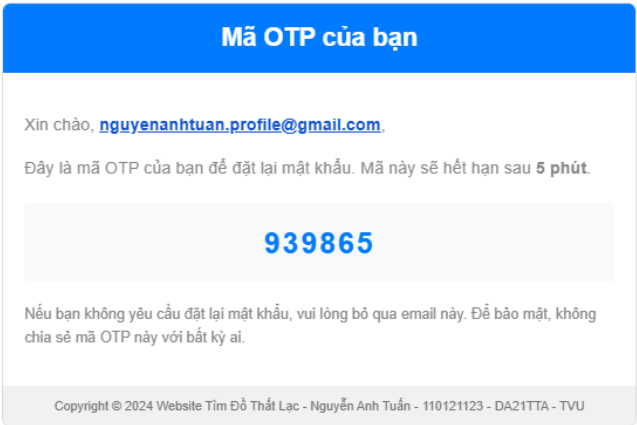 Mã OTP của bạn
Xin chào, nguyenanhtuan.profile@gmail.com,
Đây là mã OTP của bạn để đặt lại mật khẩu. Mã này sẽ hết hạn sau 5 phút.
939865
Nếu bạn không yêu cầu đặt lại mật khẩu, vui lòng bỏ qua email này. Để bảo mật, không
chia sẻ mã OTP này với bất kỳ ai.
Copyright © 2024 Website Tìm Đồ Thất Lạc - Nguyễn Anh Tuấn - 110121123 - DA21TTA - TVU